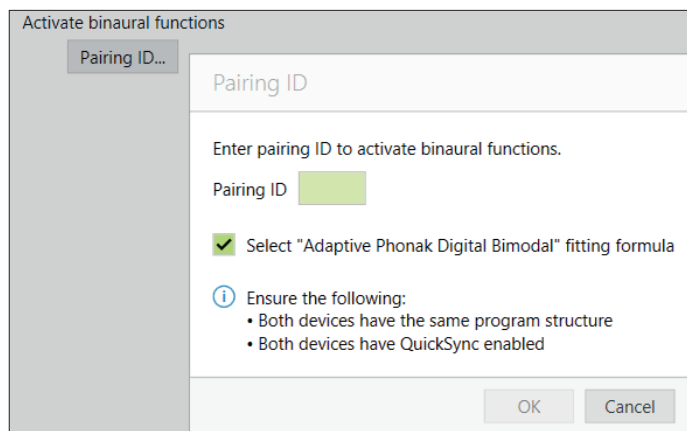 Activate binaural functions
Pairing ID...
Pairing ID
Enter pairing ID to activate binaural functions.
Pairing ID
Select "Adaptive Phonak Digital Bimodal" fitting formula
Ensure the following:
• Both devices have the same program structure
• Both devices have QuickSync enabled
OK Cancel